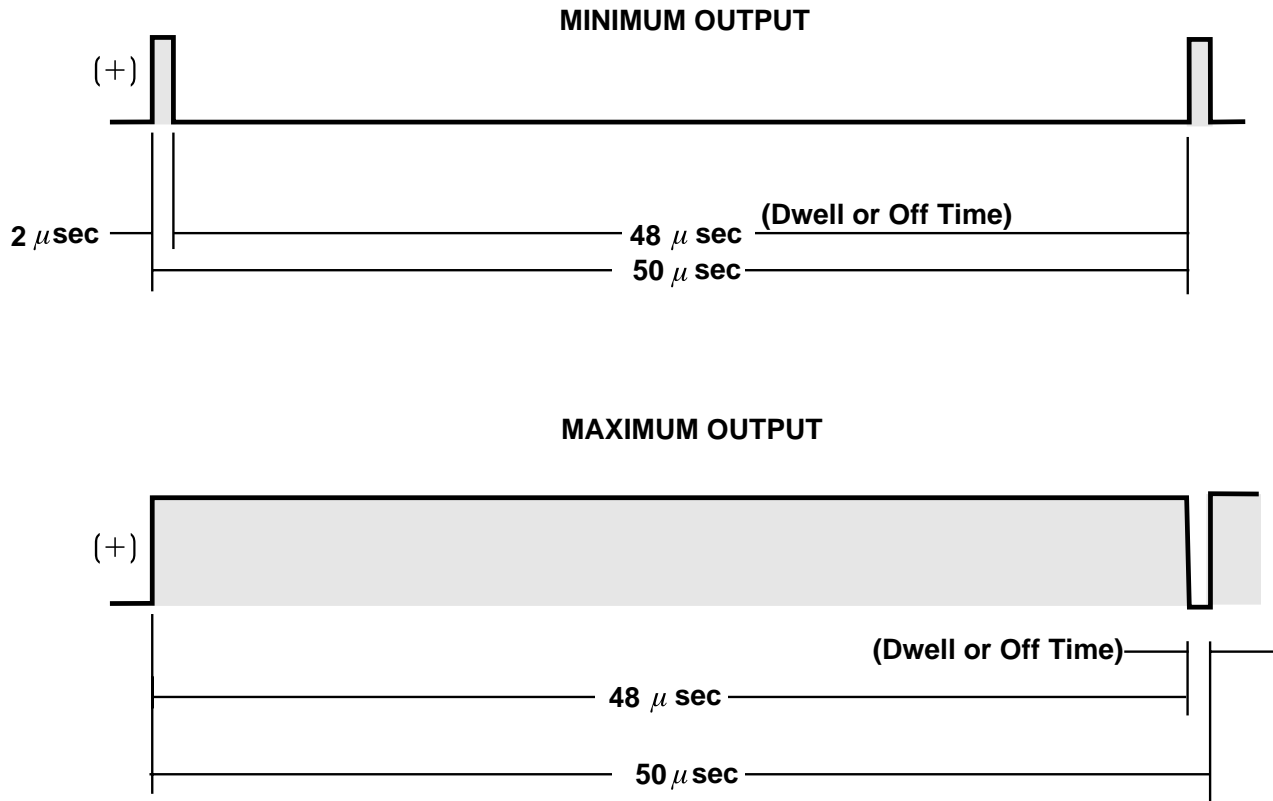 MINIMUM OUTPUT
(+)
(Dwell or Off Time)
2 μsec
48 μ sec
50 μ sec
MAXIMUM OUTPUT
(+)
(Dwell or Off Time)
48 μ sec
50 μ sec